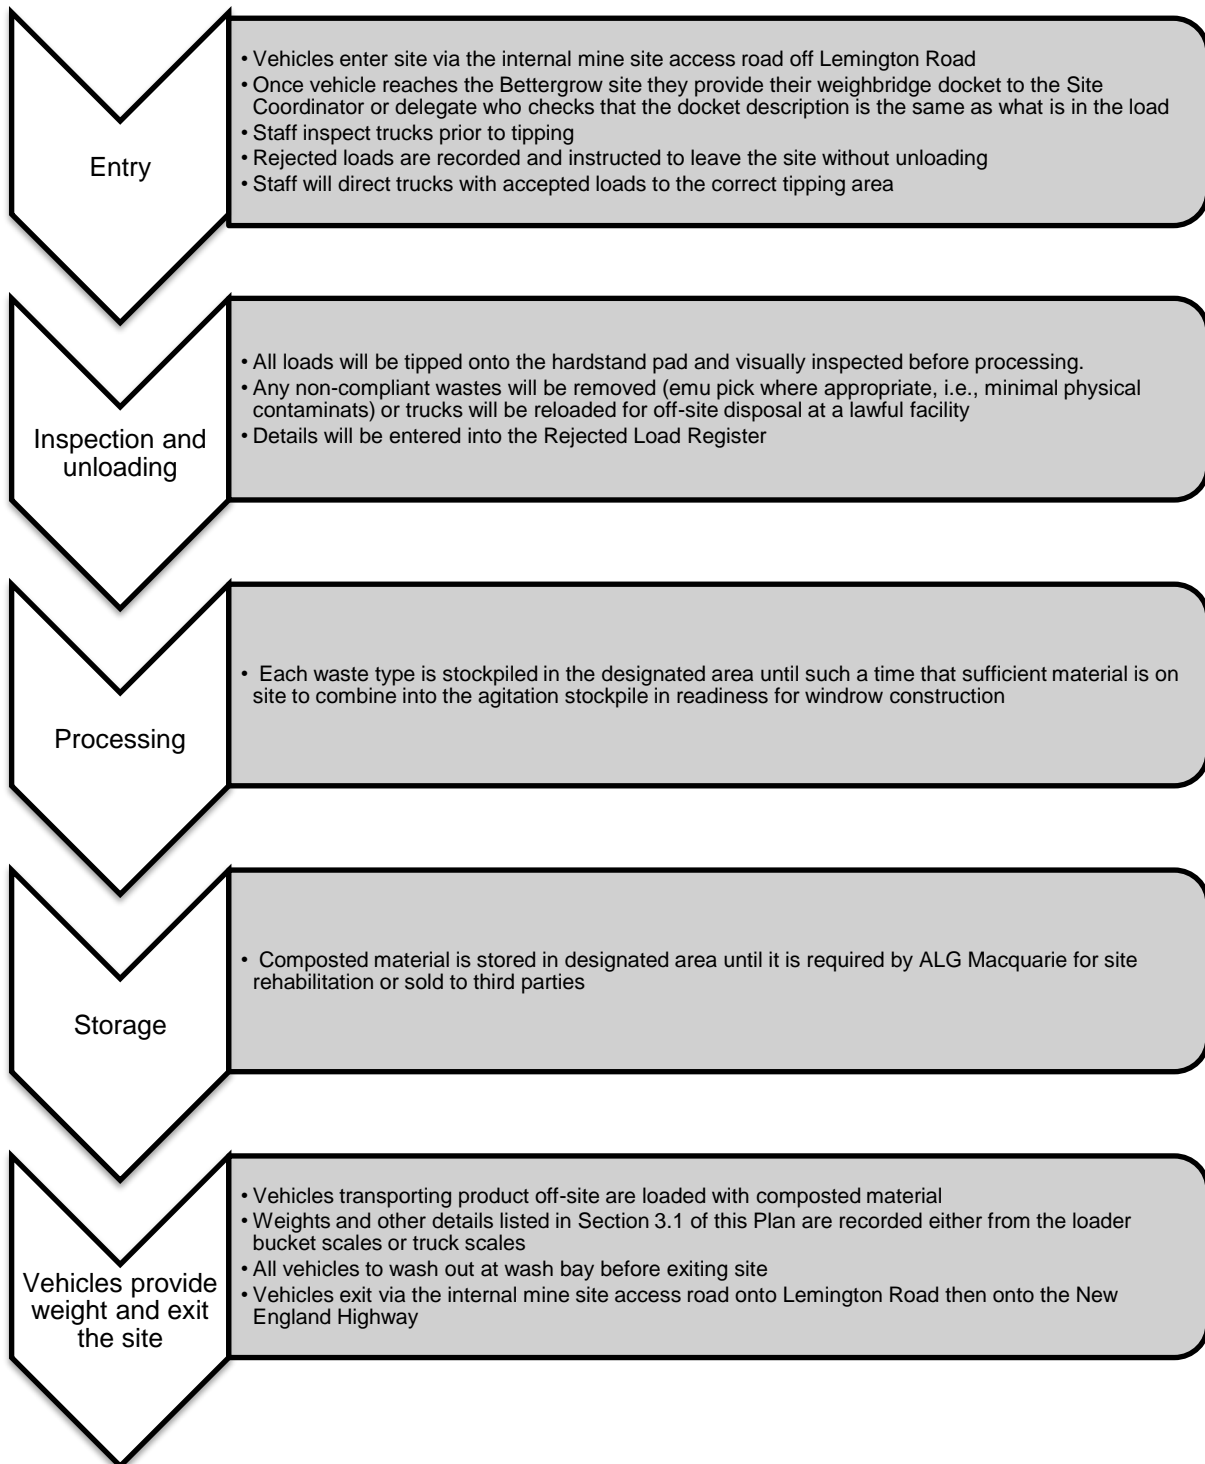 Entry
• Vehicles enter site via the internal mine site access road off Lemington Road
• Once vehicle reaches the Bettergrow site they provide their weighbridge docket to the Site
Coordinator or delegate who checks that the docket description is the same as what is in the load
• Staff inspect trucks prior to tipping
• Rejected loads are recorded and instructed to leave the site without unloading
• Staff will direct trucks with accepted loads to the correct tipping area
Inspection and
unloading
• All loads will be tipped onto the hardstand pad and visually inspected before processing.
• Any non-compliant wastes will be removed (emu pick where appropriate, i.e., minimal physical
contaminats) or trucks will be reloaded for off-site disposal at a lawful facility
• Details will be entered into the Rejected Load Register
Processing
• Each waste type is stockpiled in the designated area until such a time that sufficient material is on
site to combine into the agitation stockpile in readiness for windrow construction
Storage
• Composted material is stored in designated area until it is required by ALG Macquarie for site
rehabilitation or sold to third parties
Vehicles provide
weight and exit
the site
• Vehicles transporting product off-site are loaded with composted material
• Weights and other details listed in Section 3.1 of this Plan are recorded either from the loader
bucket scales or truck scales
• All vehicles to wash out at wash bay before exiting site
• Vehicles exit via the internal mine site access road onto Lemington Road then onto the New
England Highway